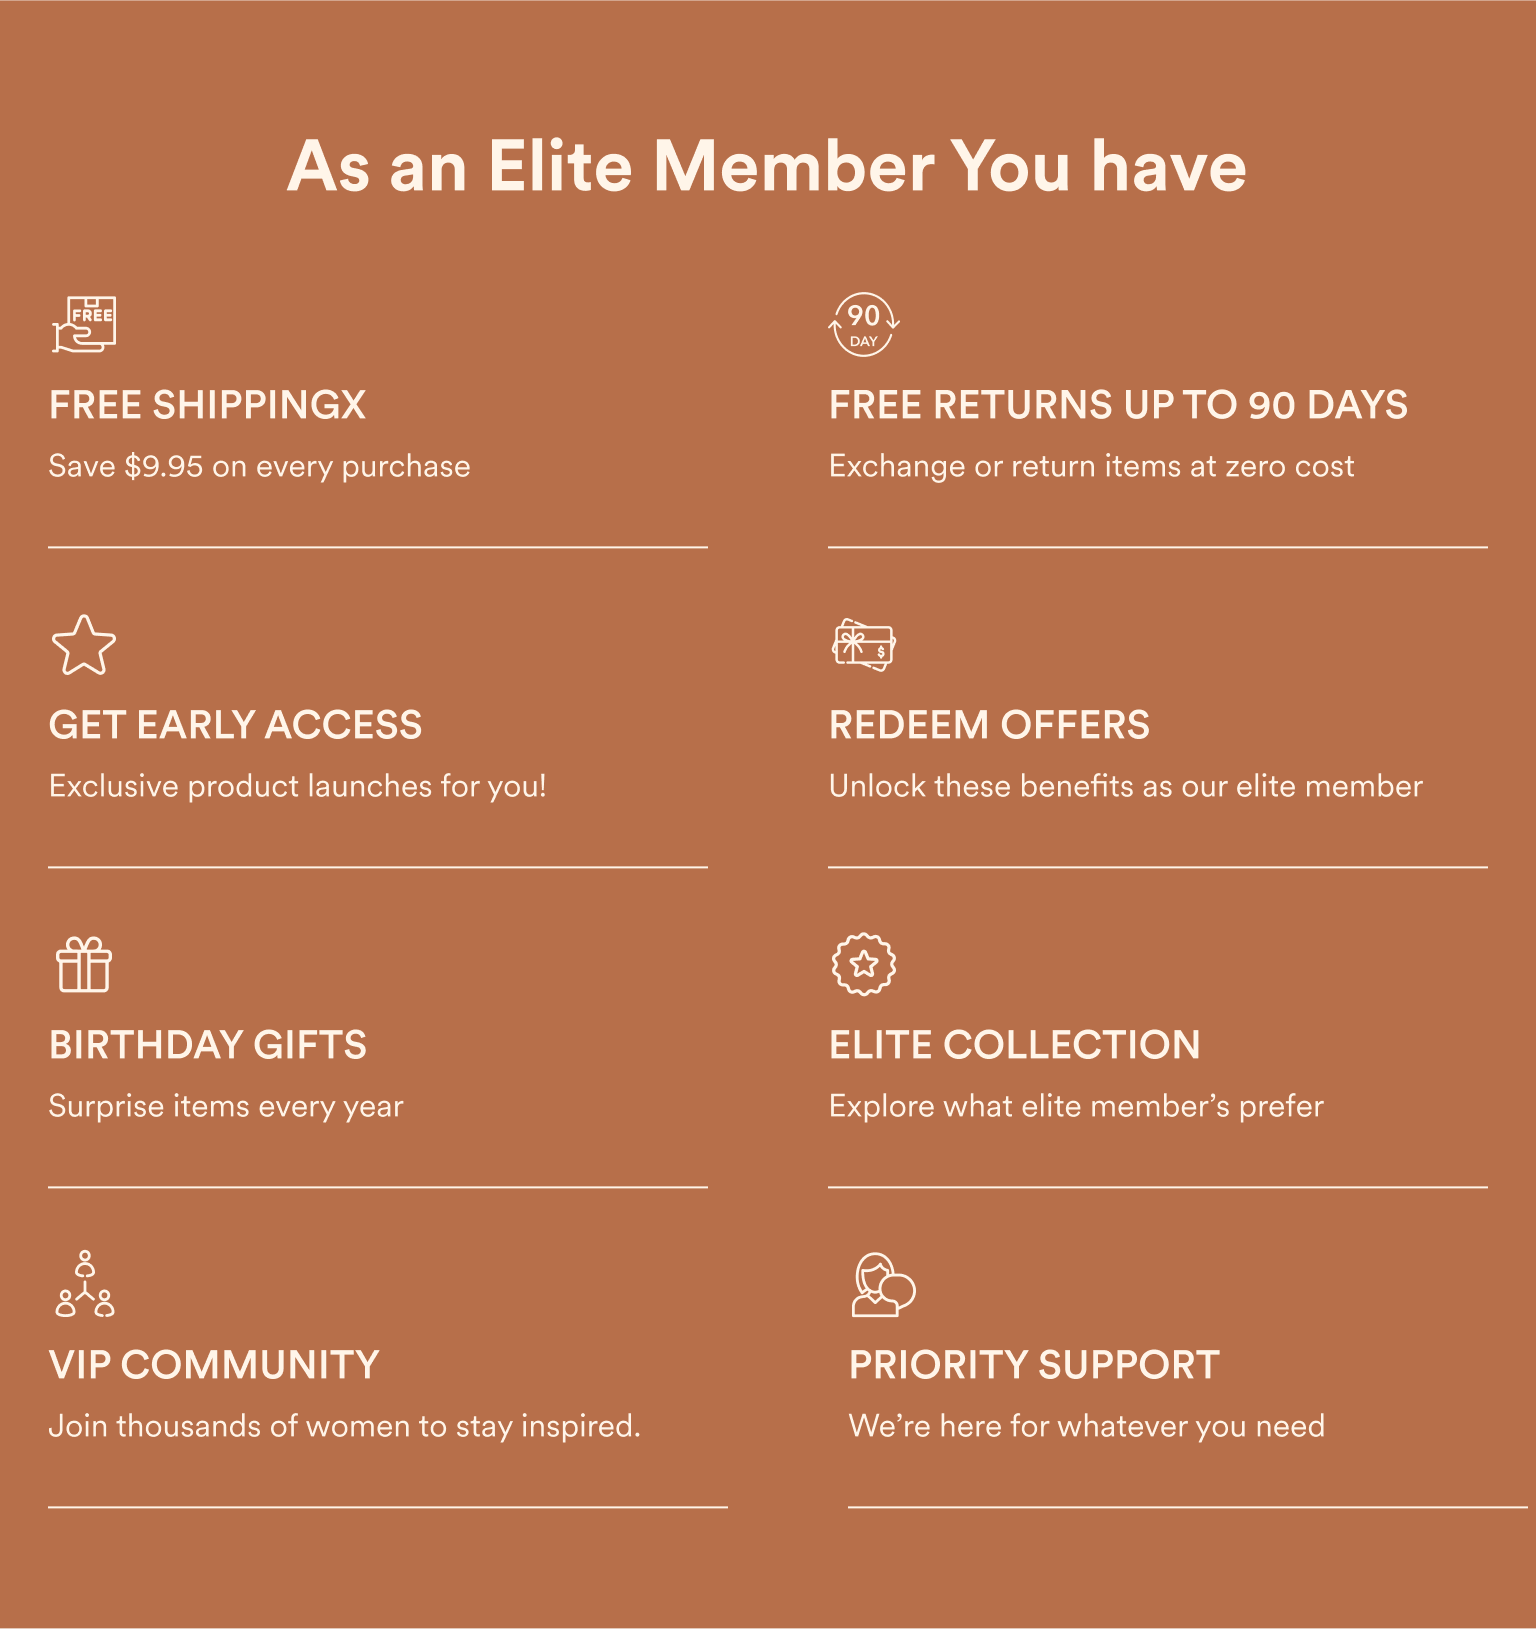 As an Elite Member You have
FREE
FREE SHIPPINGX
Save $9.95 on every purchase
90
DAY
FREE RETURNS UP TO 90 DAYS
Exchange or return items at zero cost
GET EARLY ACCESS
Exclusive product launches for you!
$
REDEEM OFFERS
Unlock these benefits as our elite member
BIRTHDAY GIFTS
Surprise items every year
ELITE COLLECTION
Explore what elite member’s prefer
VIP COMMUNITY
Join thousands of women to stay inspired.
PRIORITY SUPPORT
We’re here for whatever you need